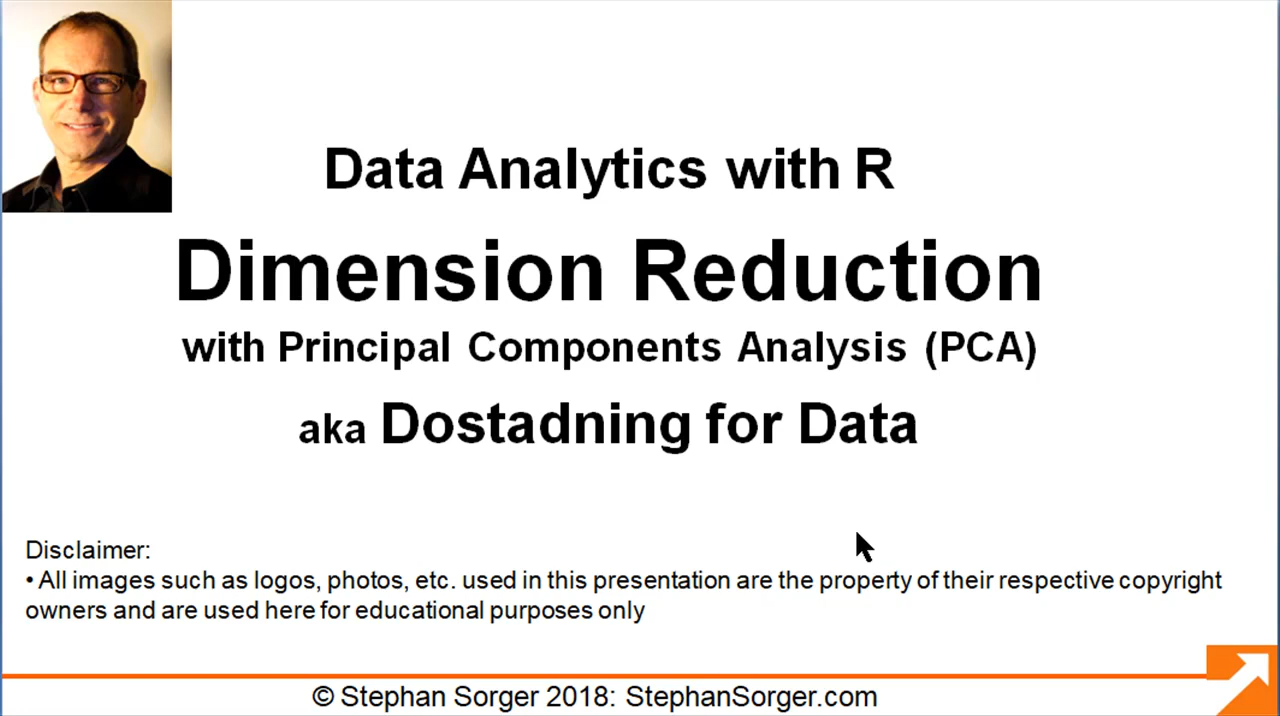 Data Analytics with R
Dimension Reduction
with Principal Components Analysis (PCA)
aka Dostadning for Data
Disclaimer:
• All images such as logos, photos, etc. used in this presentation are the property of their respective copyright
owners and are used here for educational purposes only
© Stephan Sorger 2018: StephanSorger.com